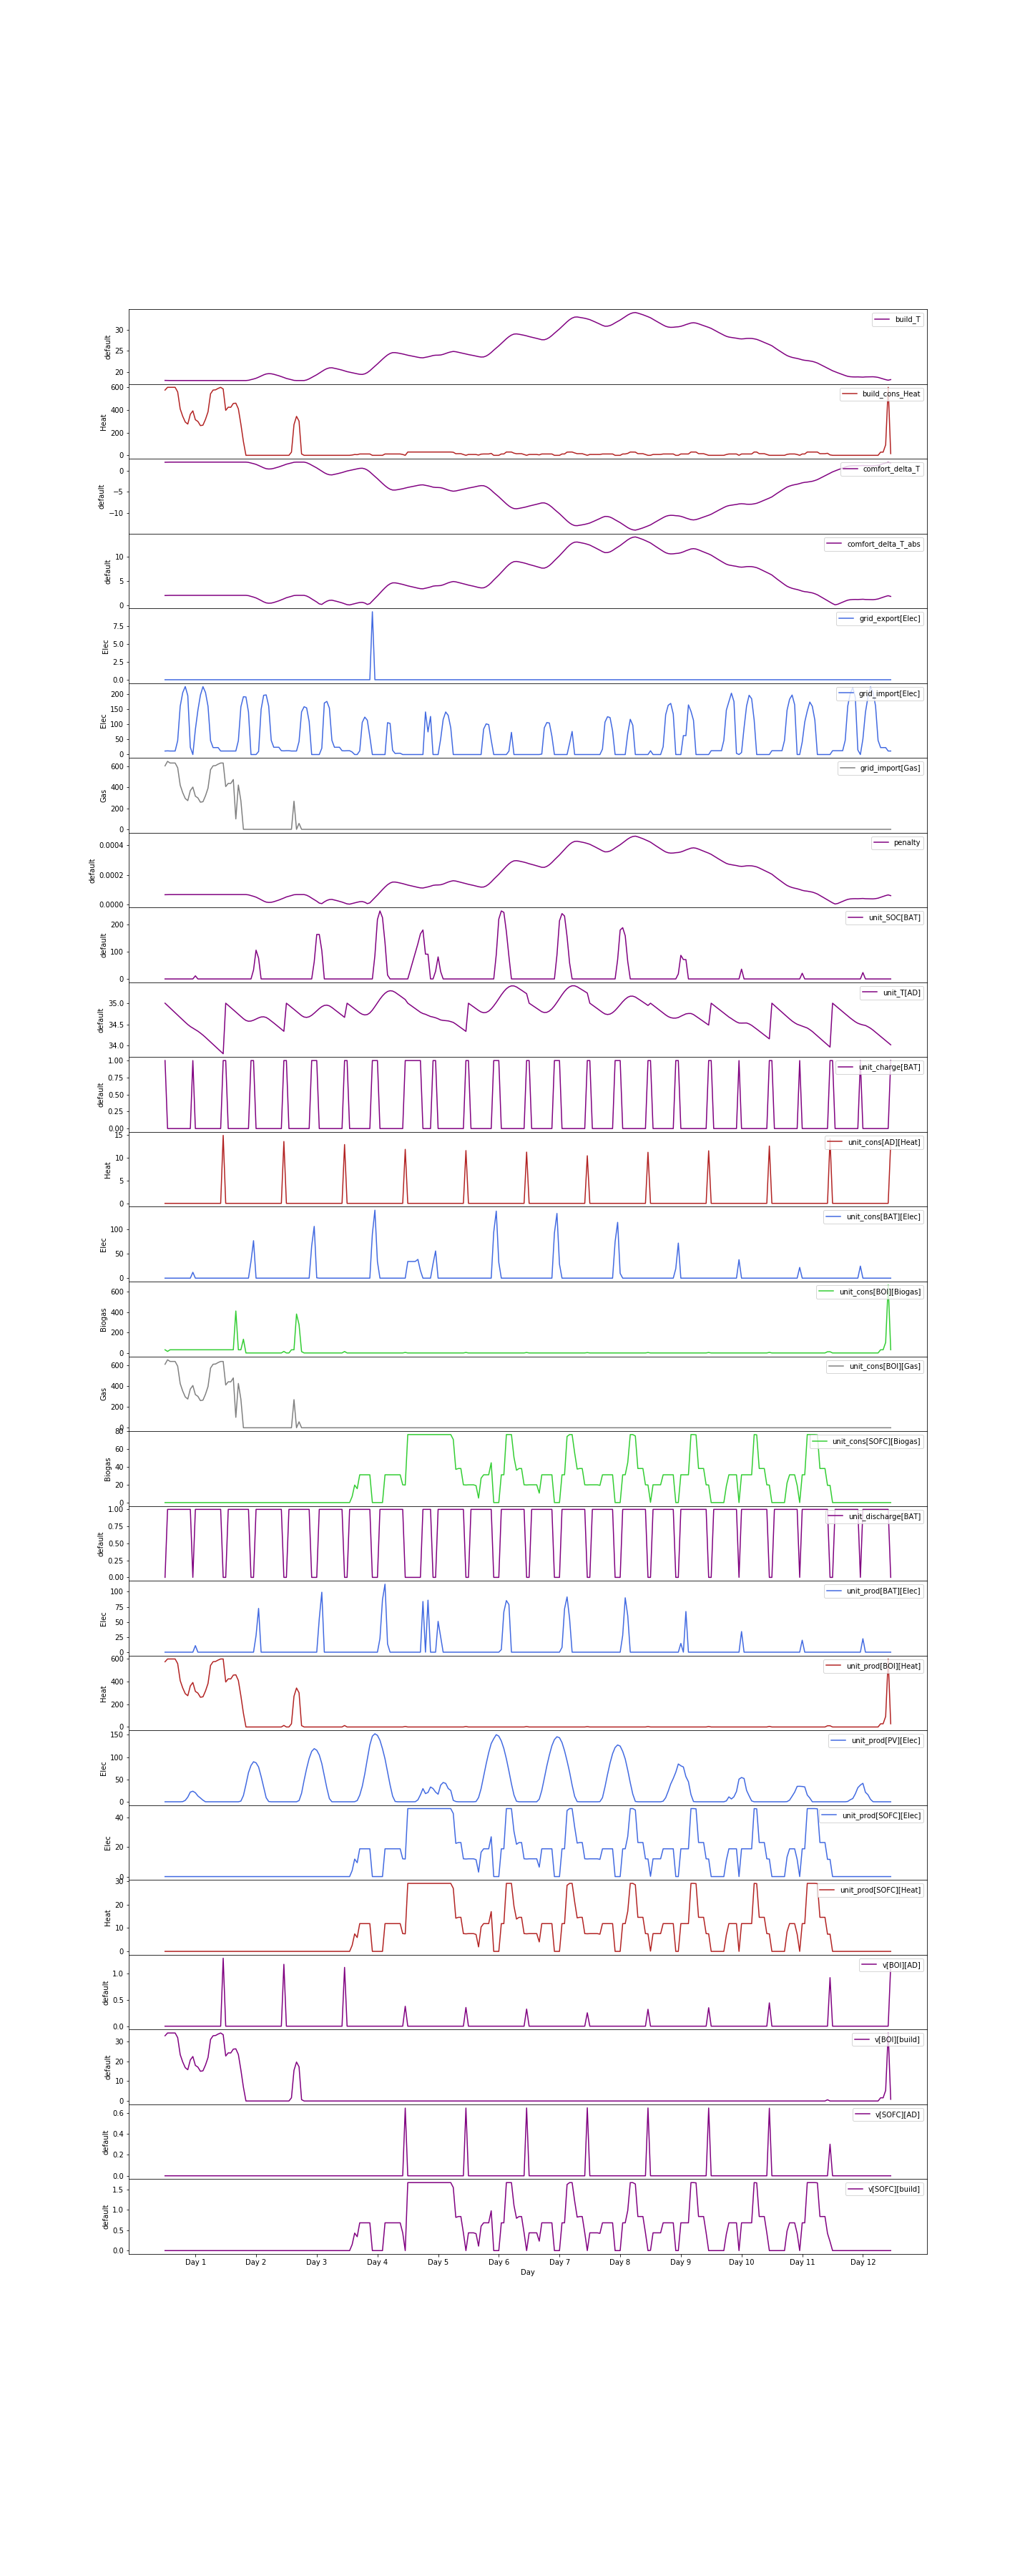 build_T
30
25
20
default
build_cons_Heat
600
400
200
0
Heat
comfort_delta_T
0
−5
−10
default
comfort_delta_T_abs
10
5
0
default
grid_export[Elec]
7.5
5.0
2.5
0.0
Elec
grid_import[Elec]
200
150
100
50
0
Elec
grid_import[Gas]
600
400
200
0
Gas
penalty
0.0004
0.0002
0.0000
default
unit_SOC[BAT]
200
100
0
default
unit_T[AD]
35.0
34.5
34.0
default
unit_charge[BAT]
1.00
0.75
0.50
0.25
0.00
default
unit_cons[AD][Heat]
15
10
5
0
Heat
unit_cons[BAT][Elec]
100
50
0
Elec
unit_cons[BOI][Biogas]
600
400
200
0
Biogas
unit_cons[BOI][Gas]
600
400
200
0
Gas
unit_cons[SOFC][Biogas]
80
60
40
20
0
Biogas
unit_discharge[BAT]
1.00
0.75
0.50
0.25
0.00
default
unit_prod[BAT][Elec]
100
75
50
25
0
Elec
unit_prod[BOI][Heat]
600
400
200
0
Heat
unit_prod[PV][Elec]
150
100
50
0
Elec
unit_prod[SOFC][Elec]
40
20
0
Elec
unit_prod[SOFC][Heat]
30
20
10
0
Heat
v[BOI][AD]
1.0
0.5
0.0
default
v[BOI][build]
30
20
10
0
default
v[SOFC][AD]
0.6
0.4
0.2
0.0
default
v[SOFC][build]
1.5
1.0
0.5
0.0
default
Day 1 Day 2 Day 3 Day 4 Day 5 Day 6 Day 7 Day 8 Day 9 Day 10 Day 11 Day 12
Day